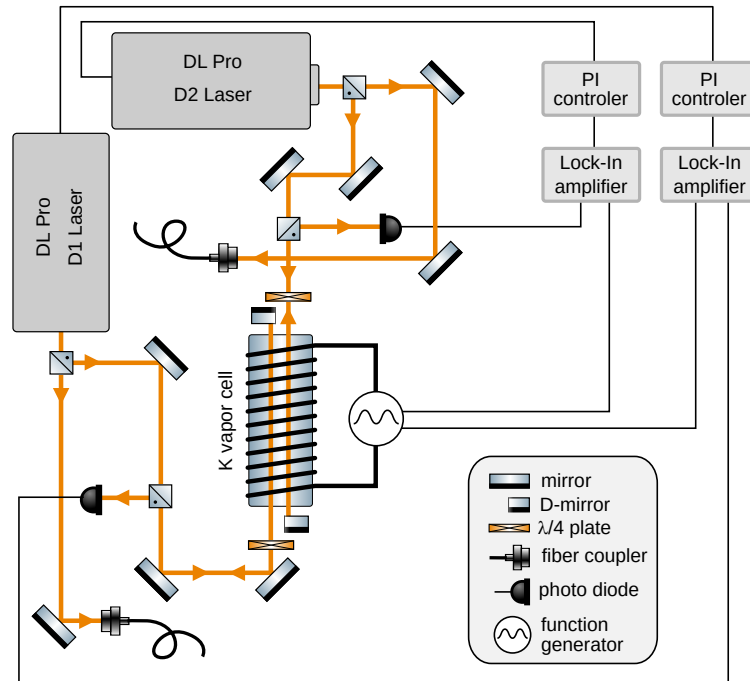 DL Pro
D2 Laser
PI
controler
PI
controler
Lock-In
amplifier
Lock-In
amplifier
DL Pro
D1 Laser
K vapor cell
mirror
D-mirror
λ/4 plate
fiber coupler
photo diode
function
generator